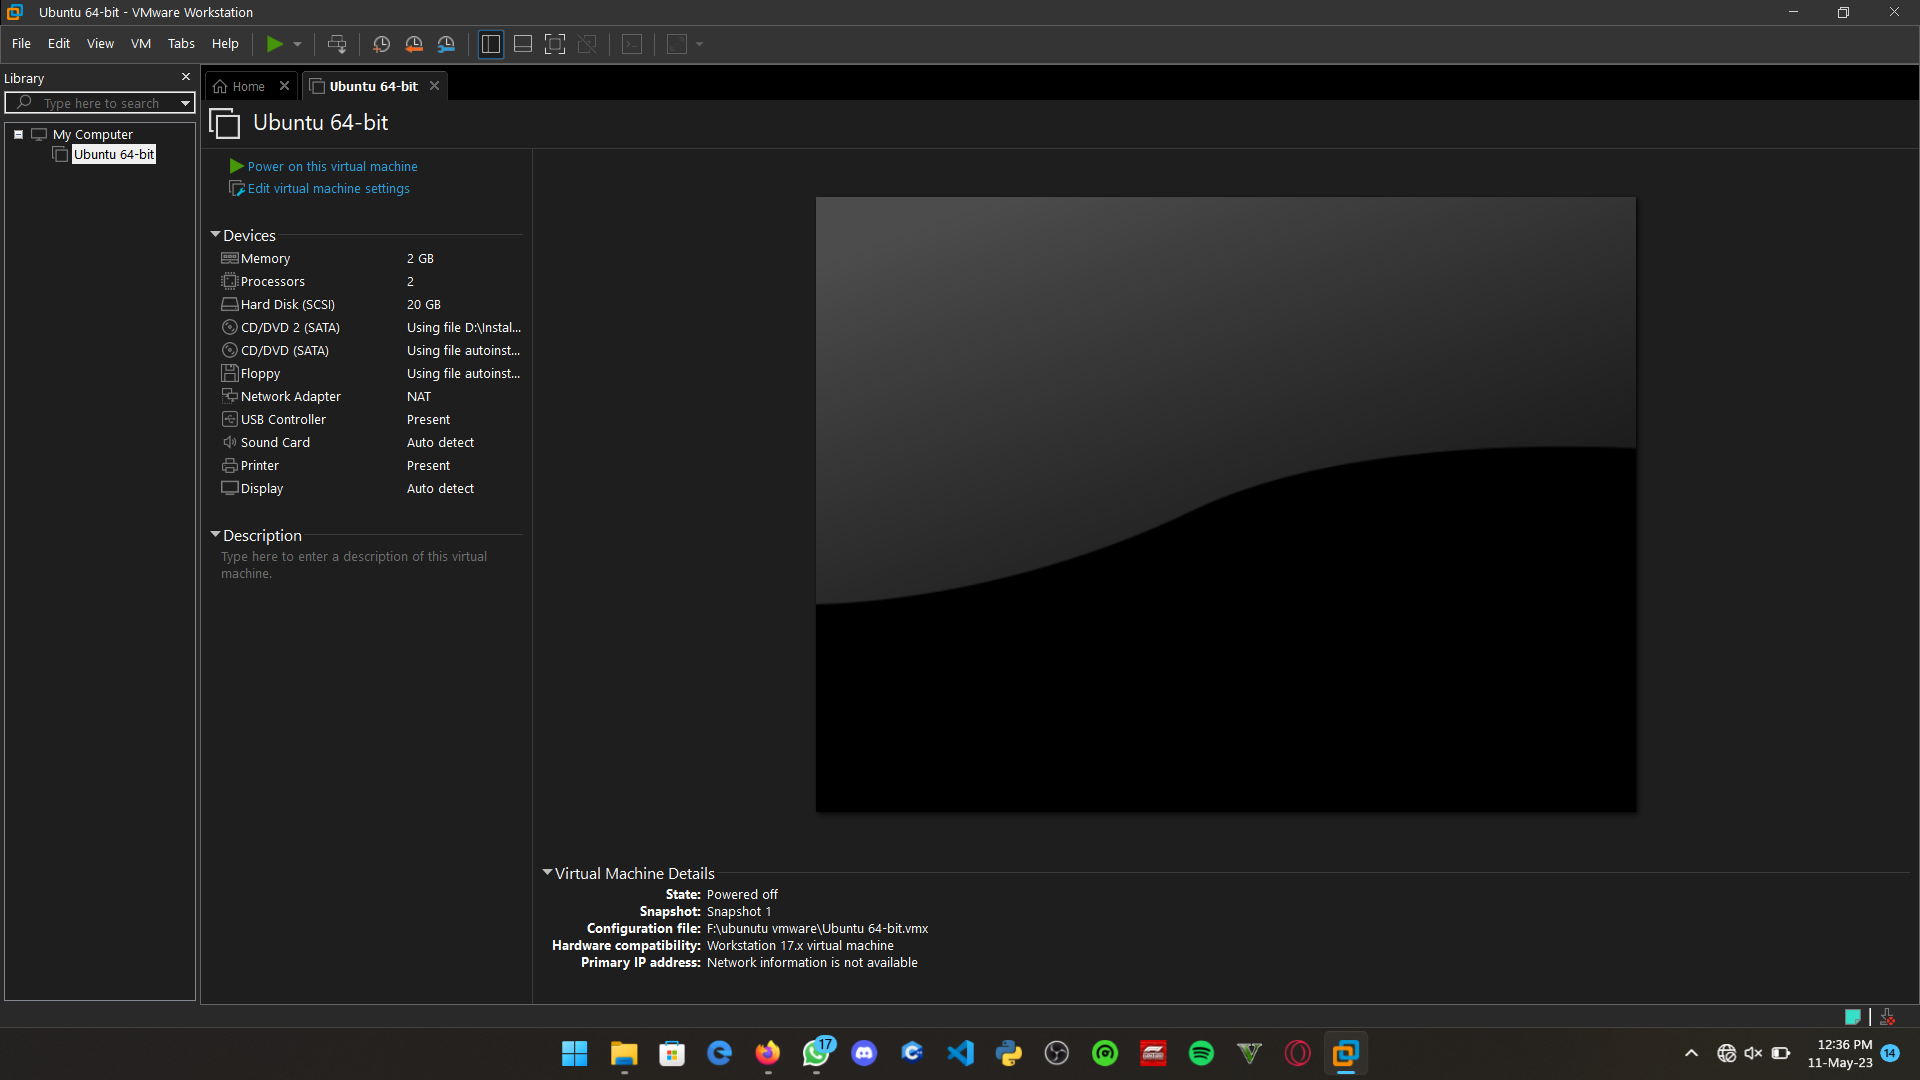 Ubuntu 64-bit - VMware Workstation
File Edit View VM Tabs Help
Library
Type here to search
My Computer
Ubuntu 64-bit
Home
Ubuntu 64-bit
Ubuntu 64-bit
Power on this virtual machine
Edit virtual machine settings
Devices
Memory 2 GB
Processors 2
Hard Disk (SCSI) 20 GB
CD/DVD 2 (SATA) Using file D:\Instal...
CD/DVD (SATA) Using file autoinst...
Floppy Using file autoinst...
Network Adapter NAT
USB Controller Present
Sound Card Auto detect
Printer Present
Display Auto detect
Description
Type here to enter a description of this virtual
machine.
Virtual Machine Details
State: Powered off
Snapshot: Snapshot 1
Configuration file: F:\ubunutu vmware\Ubuntu 64-bit.vmx
Hardware compatibility: Workstation 17.x virtual machine
Primary IP address: Network information is not available
17
12:36 PM
11-May-23
14